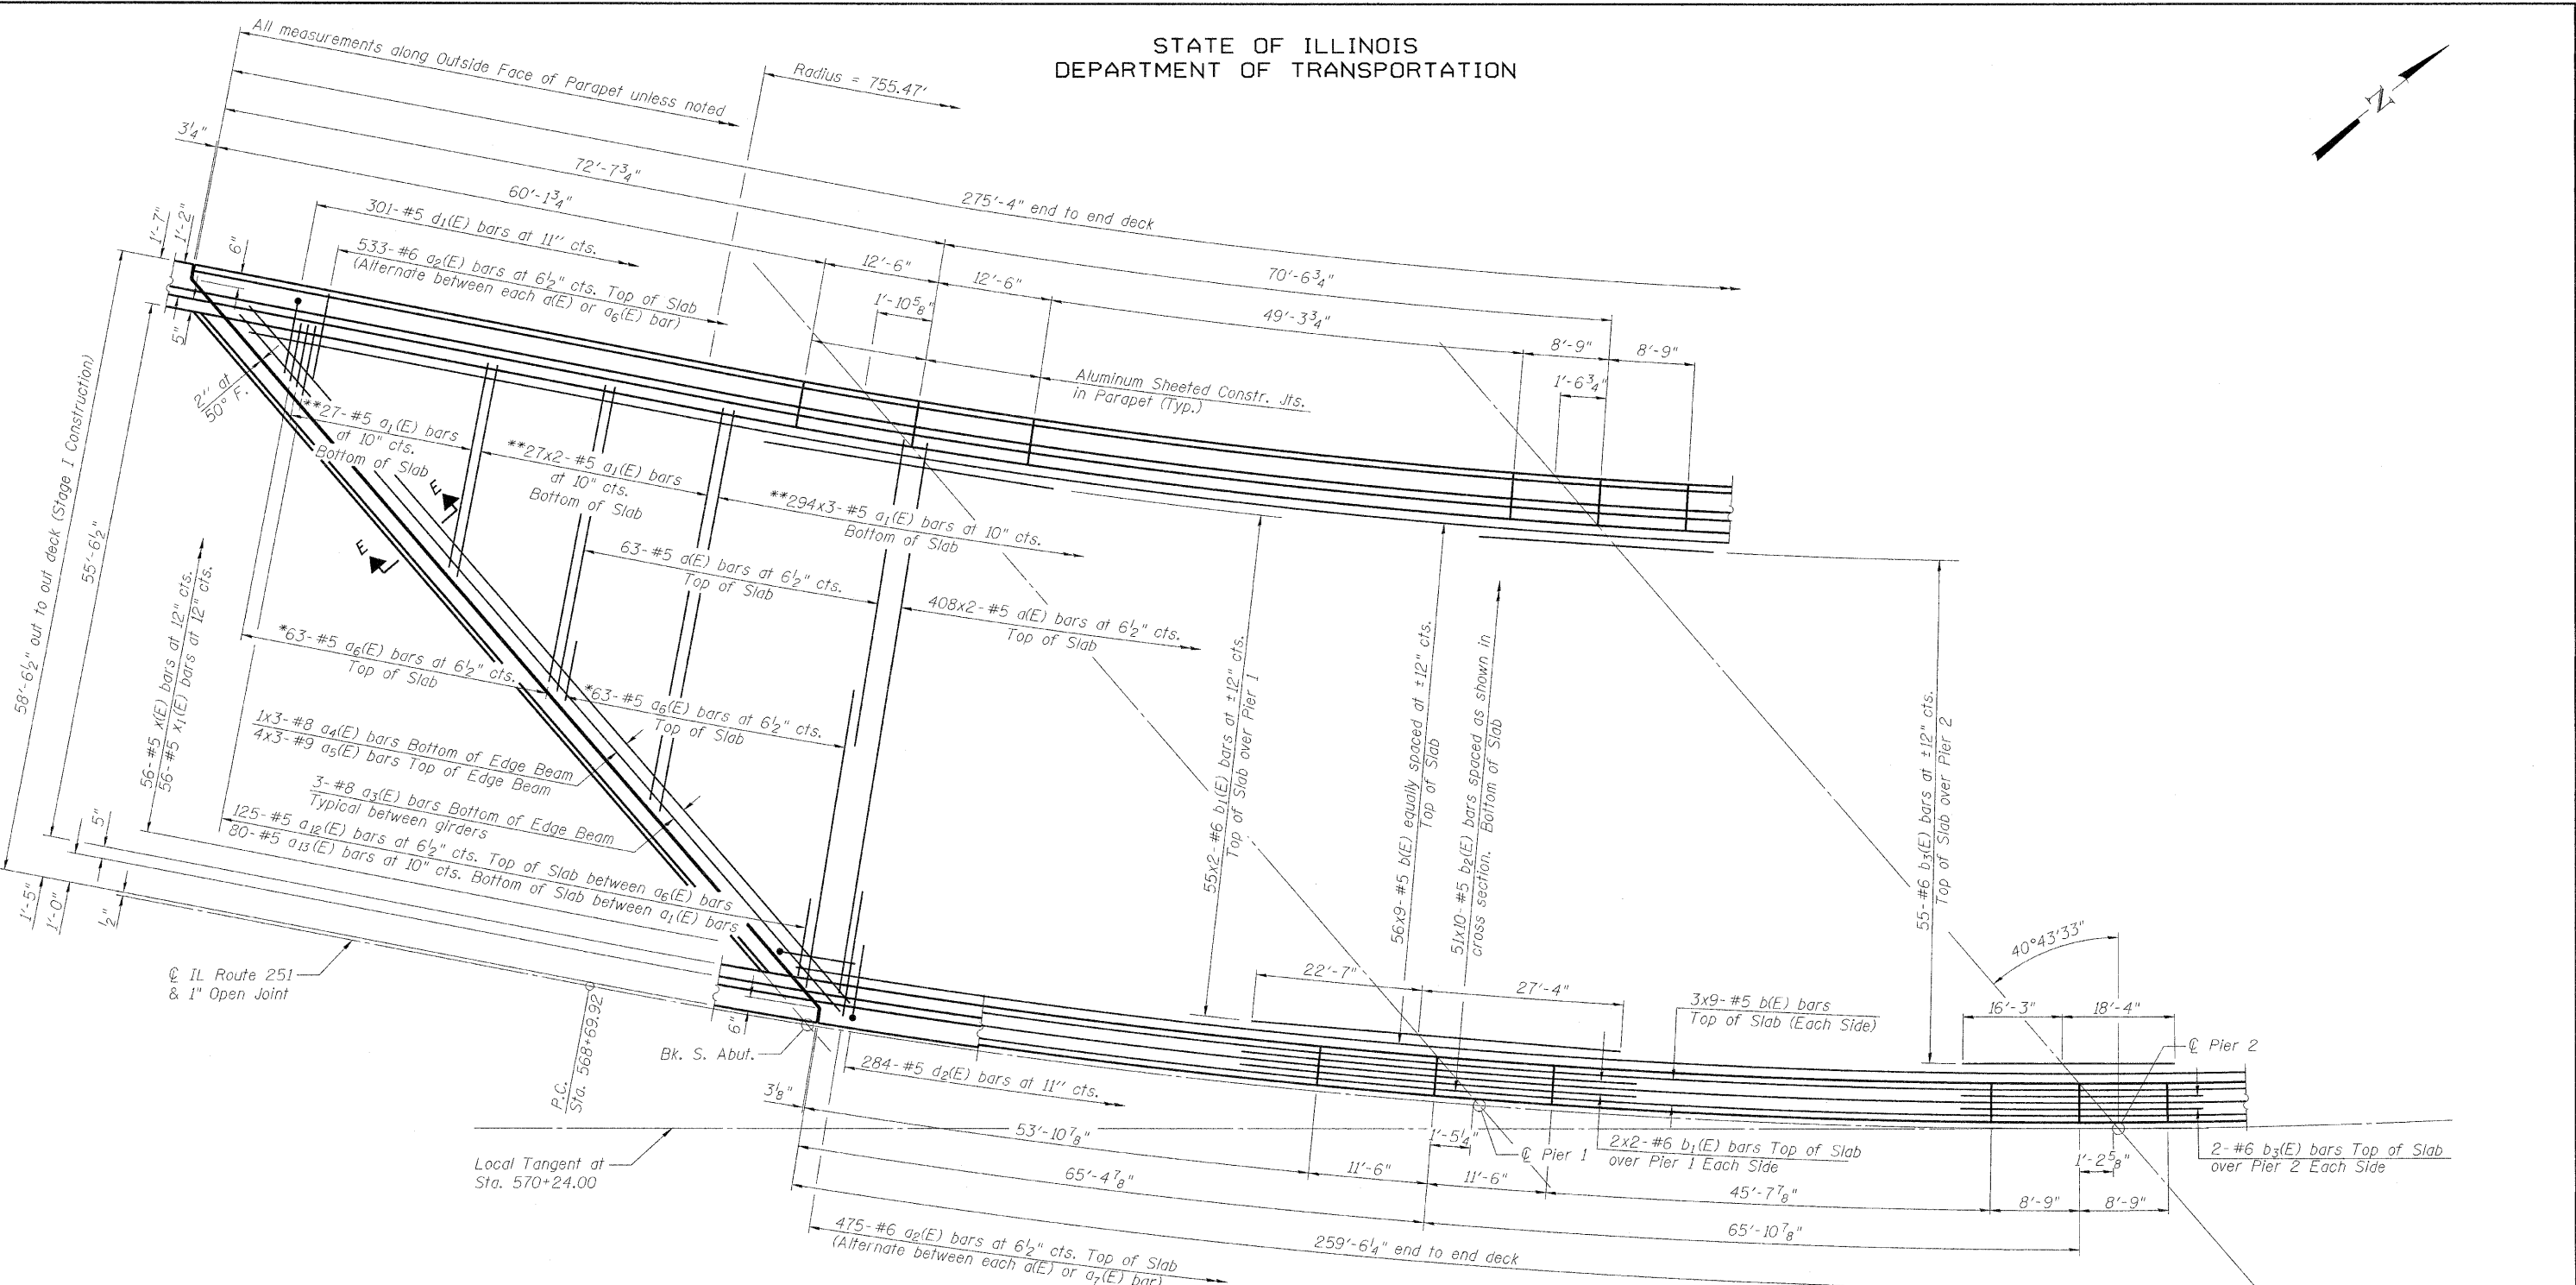 STATE OF ILLINOIS
DEPARTMENT OF TRANSPORTATION
All measurements along Outside Face of Parapet unless noted
Radius = 755.47'
N
3¼"
72'-7¾"
60'-1¾"
275'-4" end to end deck
1'-7"
1'-2"
6"
301-#5 d1(E) bars at 11" cts.
533-#6 a2(E) bars at 6½" cts. Top of Slab
(Alternate between each a(E) or a6(E) bar)
12'-6"
12'-6"
70'-6¾"
1'-10⅝"
49'-3¾"
8'-9"
8'-9"
1'-6¾"
5"
2" at
50° F.
Aluminum Sheeted Constr. Jts.
in Parapet (Typ.)
**27-#5 a1(E) bars
at 10" cts.
Bottom of Slab
**27x2-#5 a1(E) bars
at 10" cts.
Bottom of Slab
**294x3-#5 a1(E) bars at 10" cts.
Bottom of Slab
E
E
63-#5 a(E) bars at 6½" cts.
Top of Slab
408x2-#5 a(E) bars at 6½" cts.
Top of Slab
58'-6½" out to out deck (Stage I Construction)
55'-6½"
56-#5 x(E) bars at 12" cts.
56-#5 x1(E) bars at 12" cts.
*63-#5 a6(E) bars at 6½" cts.
Top of Slab
*63-#5 a6(E) bars at 6½" cts.
Top of Slab
1x3-#8 a4(E) bars Bottom of Edge Beam
4x3-#9 a5(E) bars Top of Edge Beam
3-#8 a3(E) bars Bottom of Edge Beam
Typical between girders
125-#5 a12(E) bars at 6½" cts. Top of Slab between a6(E) bars
80-#5 a13(E) bars at 10" cts. Bottom of Slab between a1(E) bars
55x2-#6 b1(E) bars at ±12" cts.
Top of Slab over Pier 1
56x9-#5 b(E) equally spaced at ±12" cts.
Top of Slab
51x10-#5 b2(E) bars spaced as shown in
cross section. Bottom of Slab
55-#6 b3(E) bars at ±12" cts.
Top of Slab over Pier 2
40°43'33"
5"
1'-5"
1'-0"
½"
℄ IL Route 251
& 1" Open Joint
P.C.
Sta. 568+69.92
Bk. S. Abut.
6"
3⅛"
284-#5 d2(E) bars at 11" cts.
22'-7"
27'-4"
3x9-#5 b(E) bars
Top of Slab (Each Side)
16'-3"
18'-4"
℄ Pier 2
Local Tangent at
Sta. 570+24.00
53'-10⅞"
65'-4⅞"
11'-6"
11'-6"
1'-5¼"
℄ Pier 1
2x2-#6 b1(E) bars Top of Slab
over Pier 1 Each Side
45'-7⅞"
8'-9"
8'-9"
1'-2⅝"
2-#6 b3(E) bars Top of Slab
over Pier 2 Each Side
65'-10⅞"
259'-6¼" end to end deck
475-#6 a2(E) bars at 6½" cts. Top of Slab
(Alternate between each a(E) or a7(E) bar)